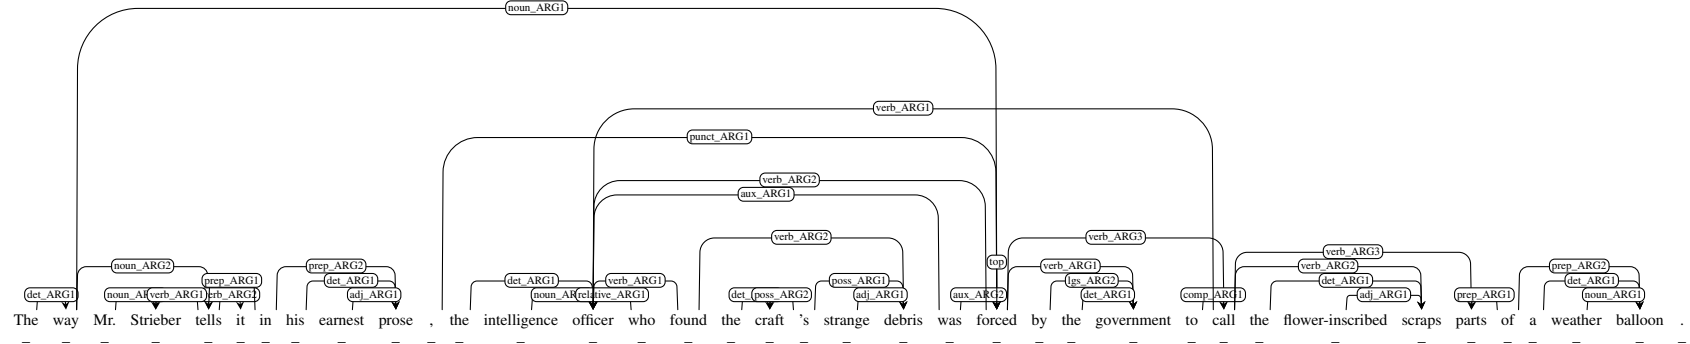 noun_ARG1
verb_ARG1
punct_ARG1
verb_ARG2
aux_ARG1
verb_ARG2 verb_ARG3
verb_ARG3
top
noun_ARG2 prep_ARG2 verb_ARG1 verb_ARG2 prep_ARG2
prep_ARG1 det_ARG1 det_ARG1 verb_ARG1 poss_ARG1 lgs_ARG2 det_ARG1 det_ARG1
det_ARG1 verb_ARG1 adj_ARG1 poss_ARG2 adj_ARG1 aux_ARG2 det_ARG1 comp_ARG1 adj_ARG1 prep_ARG1 noun_ARG1
The way Mr. Strieber tells it in his earnest prose , the intelligence officer who found the craft 's strange debris was forced by the government to call the flower-inscribed scraps parts of a weather balloon .
_ _ _ _ _ _ _ _ _ _ _ _ _ _ _ _ _ _ _ _ _ _ _ _ _ _ _ _ _ _ _ _ _ _ _ _ _